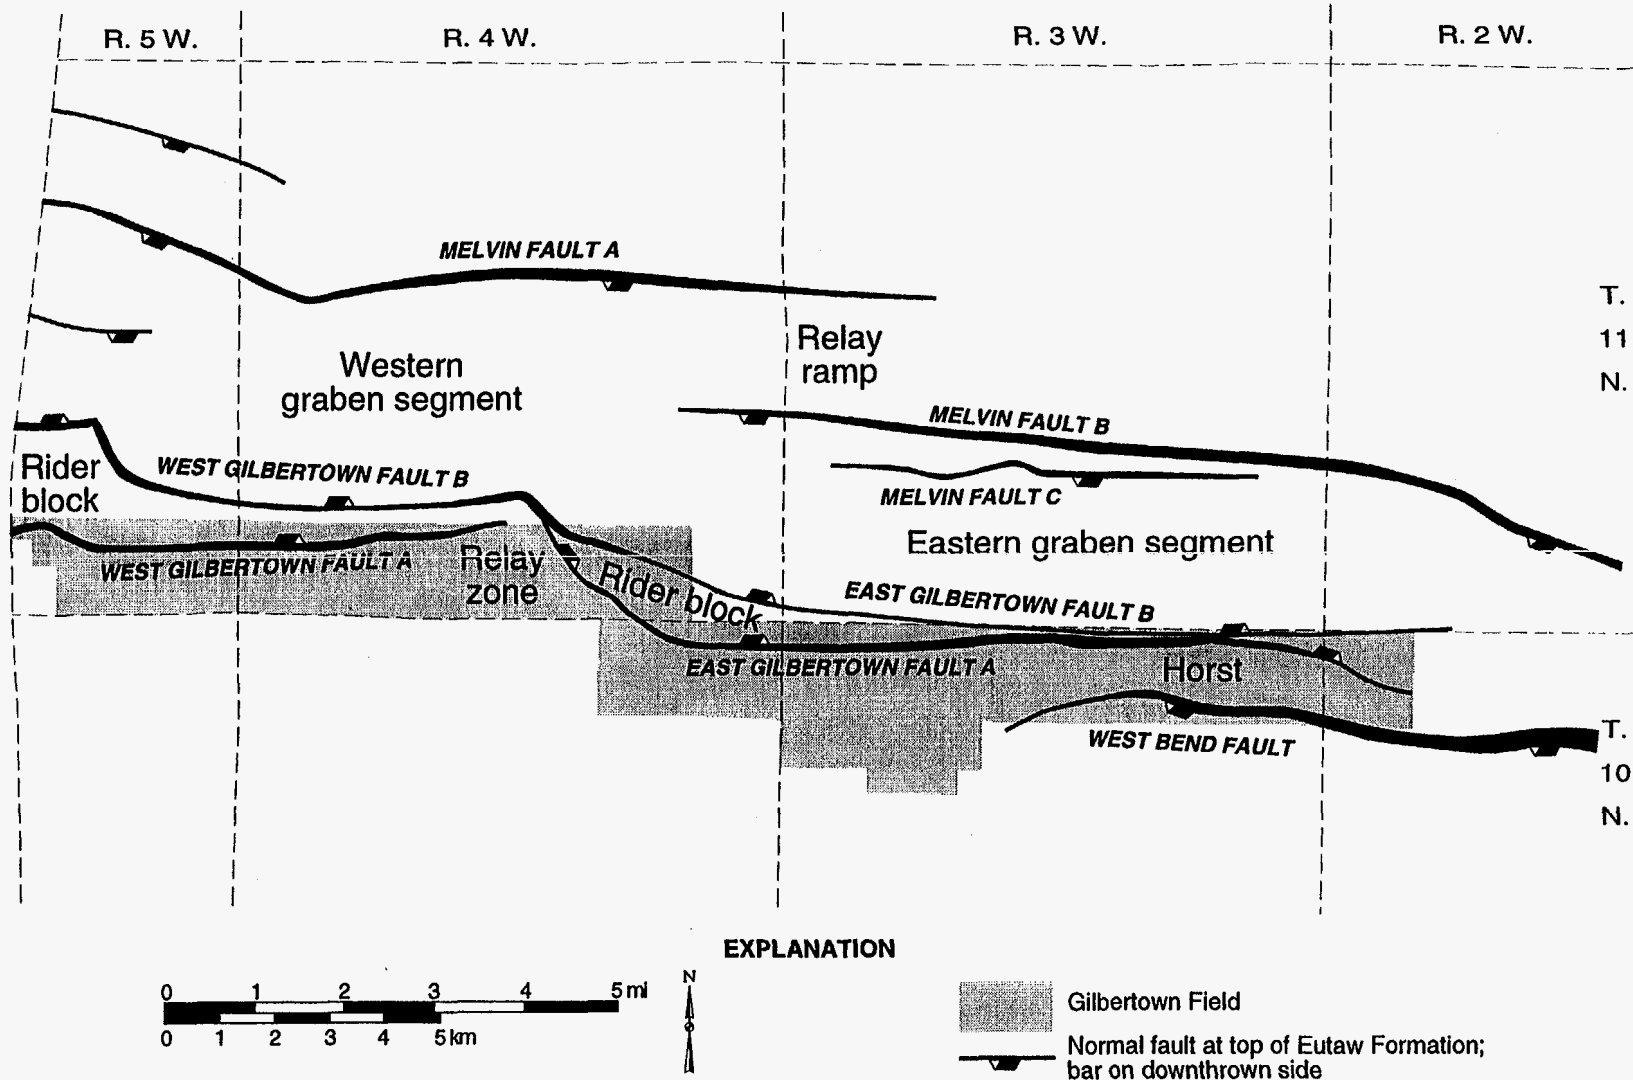 R. 5 W.
R. 4 W.
R. 3 W.
R. 2 W.
MELVIN FAULT A
T.
11
N.
Relay
ramp
Western
graben segment
MELVIN FAULT B
Rider
block
WEST GILBERTOWN FAULT B
MELVIN FAULT C
Eastern graben segment
WEST GILBERTOWN FAULT A
Relay
zone
Rider block
EAST GILBERTOWN FAULT B
EAST GILBERTOWN FAULT A
Horst
WEST BEND FAULT
T.
10
N.
EXPLANATION
0 1 2 3 4 5 mi
0 1 2 3 4 5 km
N
Gilbertown Field
Normal fault at top of Eutaw Formation;
bar on downthrown side